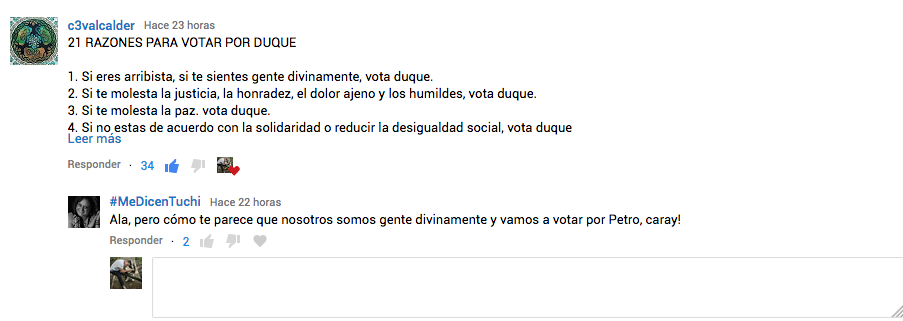 c3valcalder Hace 23 horas
21 RAZONES PARA VOTAR POR DUQUE
1. Si eres arribista, si te sientes gente divinamente, vota duque.
2. Si te molesta la justicia, la honradez, el dolor ajeno y los humildes, vota duque.
3. Si te molesta la paz. vota duque.
4. Si no estas de acuerdo con la solidaridad o reducir la desigualdad social, vota duque
Leer más
Responder · 34
#MeDicenTuchi Hace 22 horas
Ala, pero cómo te parece que nosotros somos gente divinamente y vamos a votar por Petro, caray!
Responder · 2